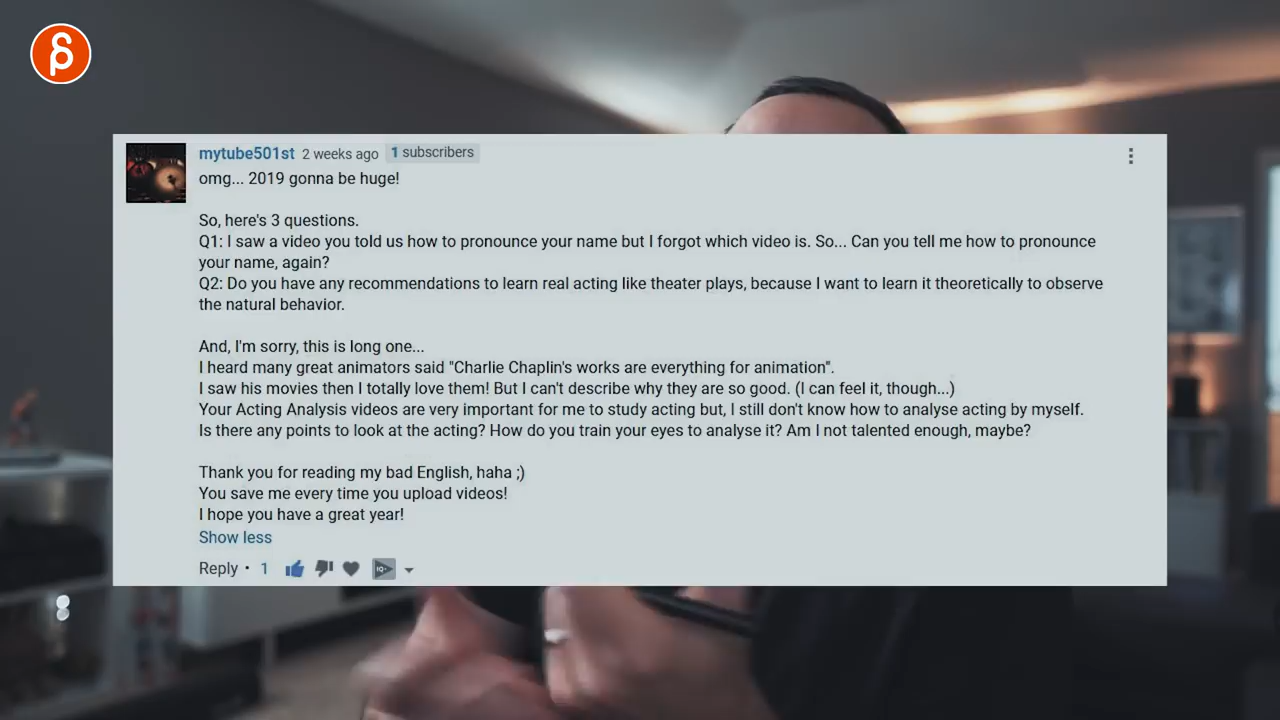 mytube501st 2 weeks ago 1 subscribers
omg... 2019 gonna be huge!
So, here's 3 questions.
Q1: I saw a video you told us how to pronounce your name but I forgot which video is. So... Can you tell me how to pronounce
your name, again?
Q2: Do you have any recommendations to learn real acting like theater plays, because I want to learn it theoretically to observe
the natural behavior.
And, I'm sorry, this is long one...
I heard many great animators said "Charlie Chaplin's works are everything for animation".
I saw his movies then I totally love them! But I can't describe why they are so good. (I can feel it, though...)
Your Acting Analysis videos are very important for me to study acting but, I still don't know how to analyse acting by myself.
Is there any points to look at the acting? How do you train your eyes to analyse it? Am I not talented enough, maybe?
Thank you for reading my bad English, haha ;)
You save me every time you upload videos!
I hope you have a great year!
Show less
Reply • 1 IQ